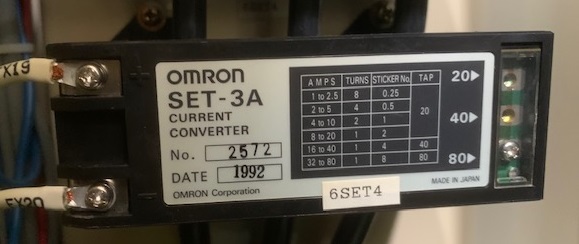 OMRON
SET-3A
CURRENT
CONVERTER
No. 2572
DATE 1992
OMRON Corporation
AMPS TURNS STICKER No. TAP
1 to 2.5 8 0.25
2 to 5 4 0.5
4 to 10 2 1 20
8 to 20 1 2
16 to 40 1 4 40
32 to 80 1 8 80
20▶
40▶
80▶
MADE IN JAPAN
6SET4
+
−
X19